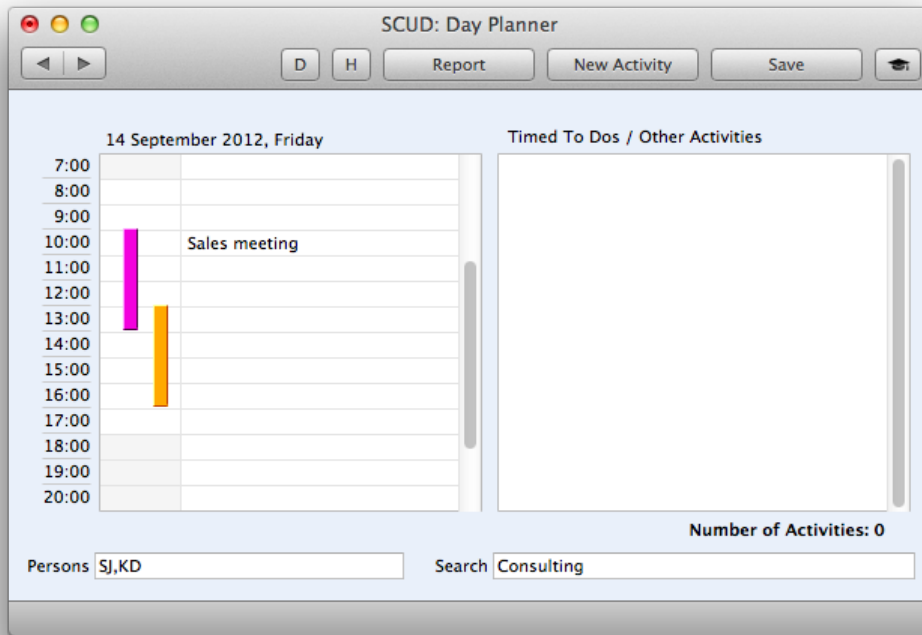 SCUD: Day Planner
D H Report New Activity Save
14 September 2012, Friday
Timed To Dos / Other Activities
7:00
8:00
9:00
10:00 Sales meeting
11:00
12:00
13:00
14:00
15:00
16:00
17:00
18:00
19:00
20:00
Number of Activities: 0
Persons SJ,KD Search Consulting